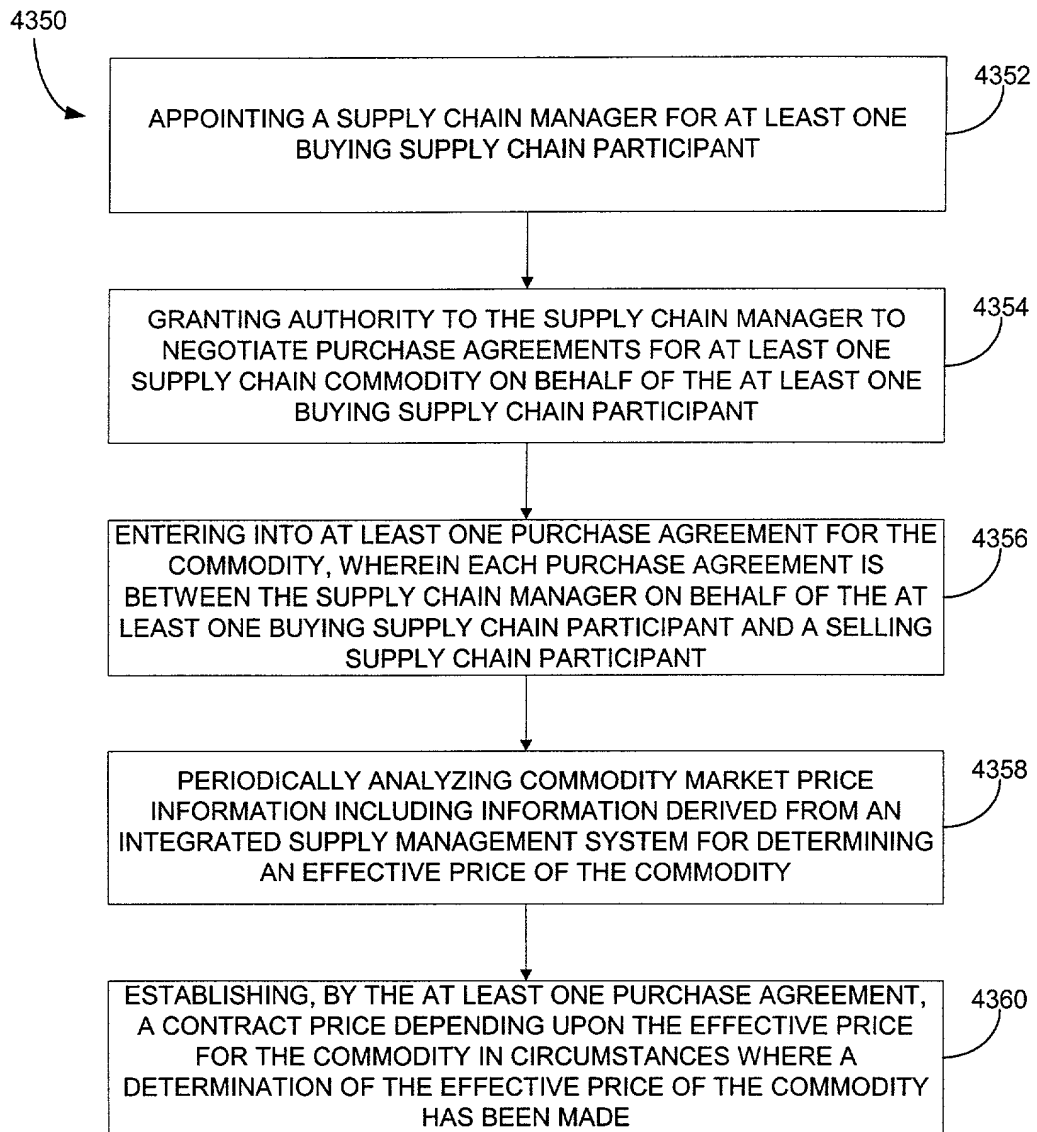 4350
4352
APPOINTING A SUPPLY CHAIN MANAGER FOR AT LEAST ONE
BUYING SUPPLY CHAIN PARTICIPANT
4354
GRANTING AUTHORITY TO THE SUPPLY CHAIN MANAGER TO
NEGOTIATE PURCHASE AGREEMENTS FOR AT LEAST ONE
SUPPLY CHAIN COMMODITY ON BEHALF OF THE AT LEAST ONE
BUYING SUPPLY CHAIN PARTICIPANT
4356
ENTERING INTO AT LEAST ONE PURCHASE AGREEMENT FOR THE
COMMODITY, WHEREIN EACH PURCHASE AGREEMENT IS
BETWEEN THE SUPPLY CHAIN MANAGER ON BEHALF OF THE AT
LEAST ONE BUYING SUPPLY CHAIN PARTICIPANT AND A SELLING
SUPPLY CHAIN PARTICIPANT
4358
PERIODICALLY ANALYZING COMMODITY MARKET PRICE
INFORMATION INCLUDING INFORMATION DERIVED FROM AN
INTEGRATED SUPPLY MANAGEMENT SYSTEM FOR DETERMINING
AN EFFECTIVE PRICE OF THE COMMODITY
4360
ESTABLISHING, BY THE AT LEAST ONE PURCHASE AGREEMENT,
A CONTRACT PRICE DEPENDING UPON THE EFFECTIVE PRICE
FOR THE COMMODITY IN CIRCUMSTANCES WHERE A
DETERMINATION OF THE EFFECTIVE PRICE OF THE COMMODITY
HAS BEEN MADE